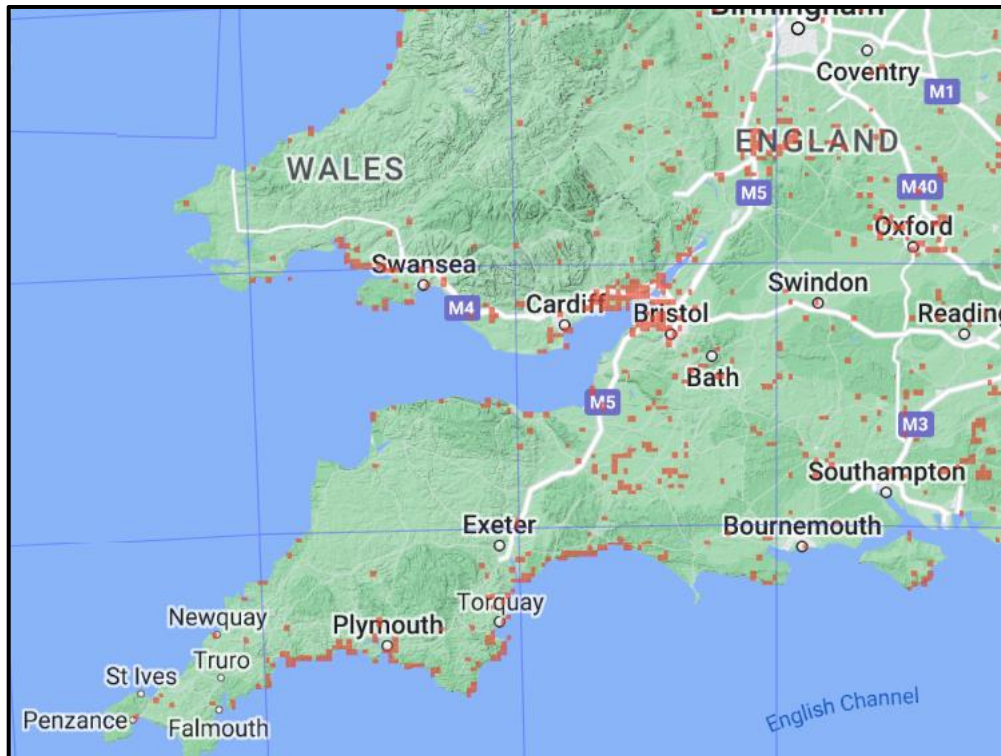 Birmingham
Coventry
M1
WALES
ENGLAND
M5
M40
Oxford
Swansea
Swindon
M4
Cardiff
Bristol
Reading
Bath
M5
M3
Southampton
Exeter
Bournemouth
Newquay
Torquay
Plymouth
St Ives
Truro
Penzance
Falmouth
English Channel